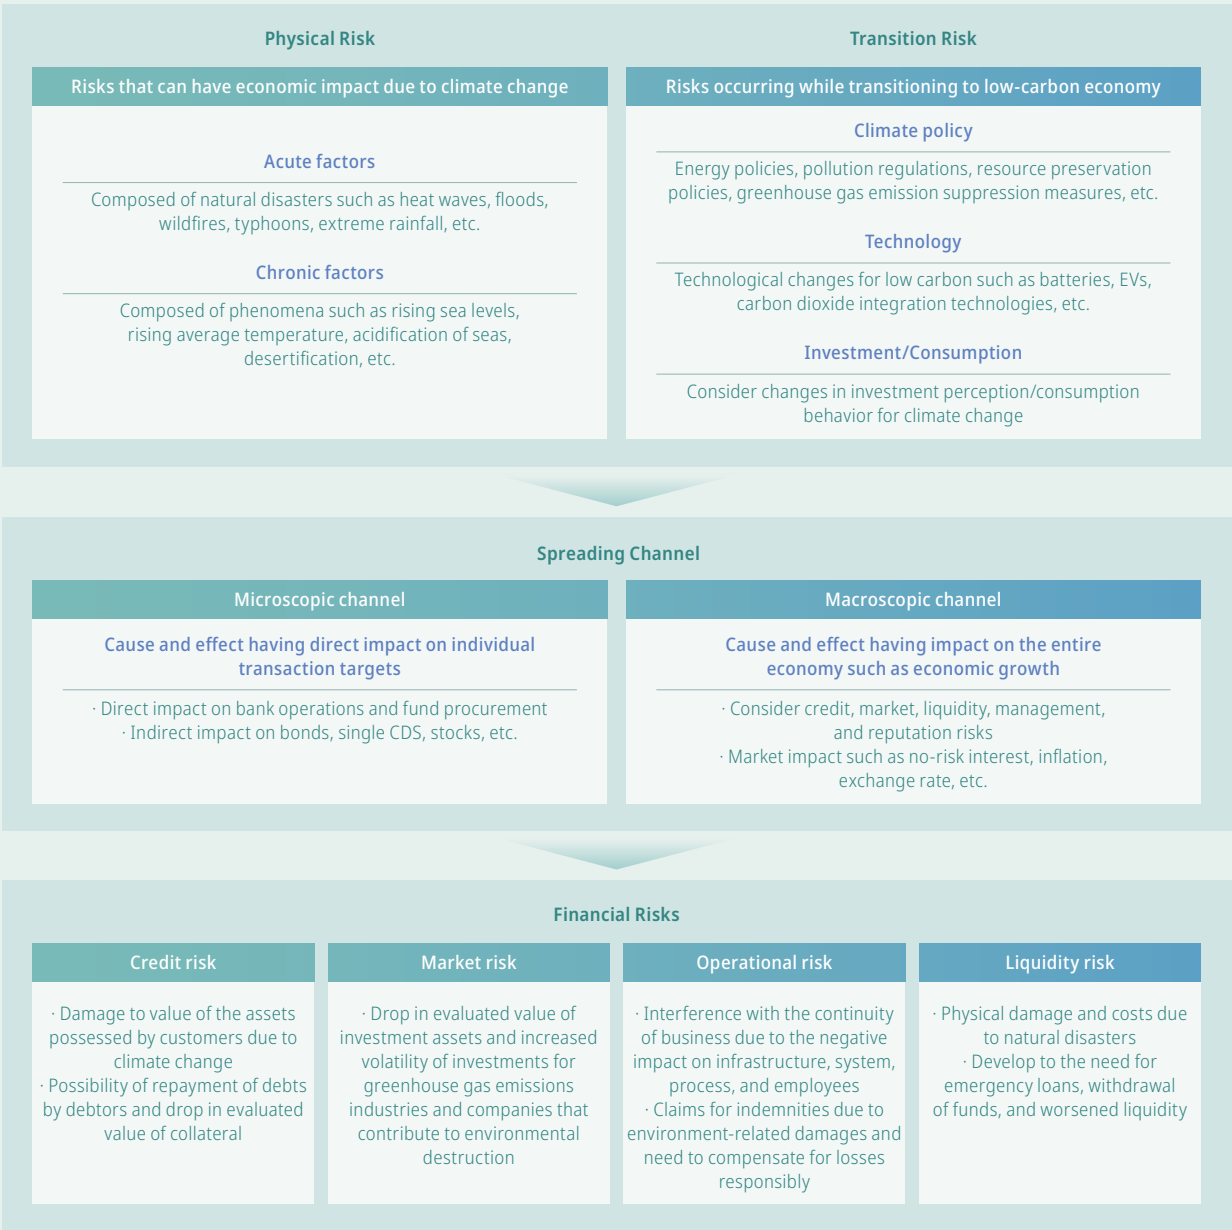 Physical Risk
Risks that can have economic impact due to climate change
Acute factors
Composed of natural disasters such as heat waves, floods,
wildfires, typhoons, extreme rainfall, etc.
Chronic factors
Composed of phenomena such as rising sea levels,
rising average temperature, acidification of seas,
desertification, etc.
Transition Risk
Risks occurring while transitioning to low-carbon economy
Climate policy
Energy policies, pollution regulations, resource preservation
policies, greenhouse gas emission suppression measures, etc.
Technology
Technological changes for low carbon such as batteries, EVs,
carbon dioxide integration technologies, etc.
Investment/Consumption
Consider changes in investment perception/consumption
behavior for climate change
Spreading Channel
Microscopic channel
Cause and effect having direct impact on individual
transaction targets
· Direct impact on bank operations and fund procurement
· Indirect impact on bonds, single CDS, stocks, etc.
Macroscopic channel
Cause and effect having impact on the entire
economy such as economic growth
· Consider credit, market, liquidity, management,
and reputation risks
· Market impact such as no-risk interest, inflation,
exchange rate, etc.
Financial Risks
Credit risk
· Damage to value of the assets
possessed by customers due to
climate change
· Possibility of repayment of debts
by debtors and drop in evaluated
value of collateral
Market risk
· Drop in evaluated value of
investment assets and increased
volatility of investments for
greenhouse gas emissions
industries and companies that
contribute to environmental
destruction
Operational risk
· Interference with the continuity
of business due to the negative
impact on infrastructure, system,
process, and employees
· Claims for indemnities due to
environment-related damages and
need to compensate for losses
responsibly
Liquidity risk
· Physical damage and costs due
to natural disasters
· Develop to the need for
emergency loans, withdrawal
of funds, and worsened liquidity